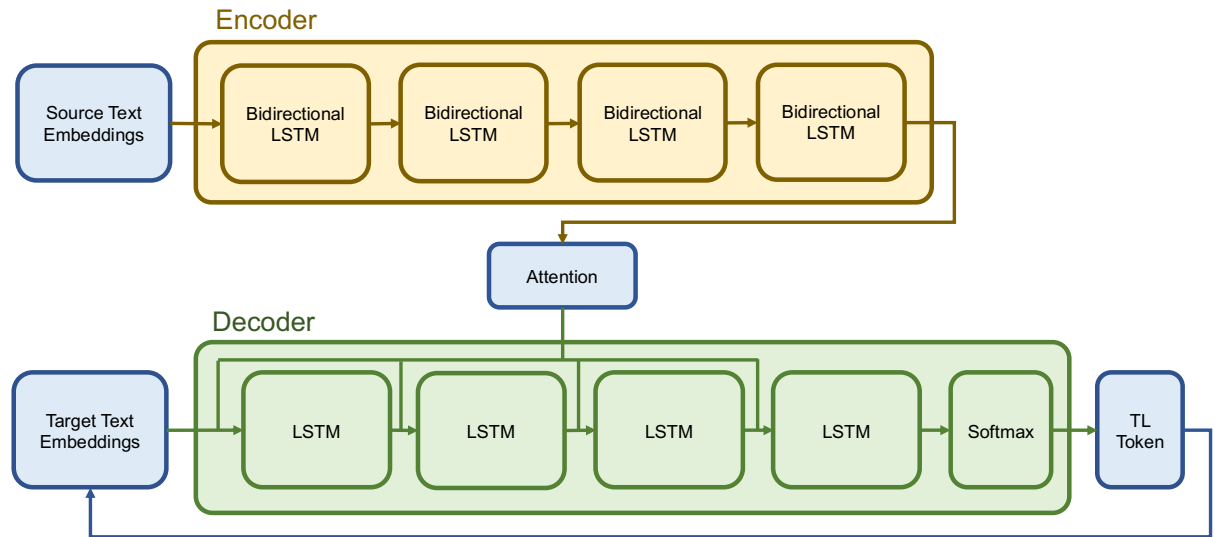 Encoder
Source Text
Embeddings
Bidirectional
LSTM
Bidirectional
LSTM
Bidirectional
LSTM
Bidirectional
LSTM
Attention
Decoder
Target Text
Embeddings
LSTM
LSTM
LSTM
LSTM
Softmax
TL
Token